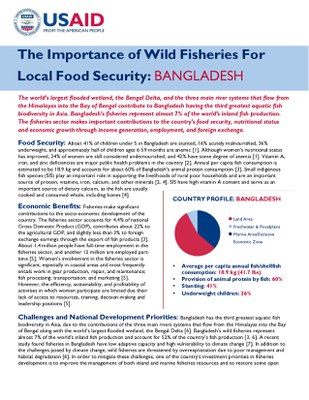 USAID
FROM THE AMERICAN PEOPLE
The Importance of Wild Fisheries For
Local Food Security: BANGLADESH
The world's largest flooded wetland, the Bengal Delta, and the three main river systems that flow from
the Himalayas into the Bay of Bengal contribute to Bangladesh having the third greatest aquatic fish
biodiversity in Asia. Bangladesh's fisheries represent almost 7% of the world's inland fish production.
The fisheries sector makes important contributions to the country's food security, nutritional status
and economic growth through income generation, employment, and foreign exchange.
Food Security: About 41% of children under 5 in Bangladesh are stunted, 16% acutely malnourished, 36%
underweight, and approximately half of children ages 6-59 months are anemic [1]. Although women's nutritional status
has improved, 24% of women are still considered undernourished, and 42% have some degree of anemia [1]. Vitamin A,
iron, and zinc deficiencies are major public health problems in the country [2]. Annual per capita fish consumption is
estimated to be 18.9 kg and accounts for about 60% of Bangladesh's animal protein consumption [3]. Small indigenous
fish species (SIS) play an important role in supporting the livelihoods of rural poor households and are an important
source of protein, vitamins, iron, calcium, and other minerals [2, 4]. SIS have high vitamin A content and serve as an
important source of dietary calcium, as the fish are usually
cooked and consumed whole, including bones [4].
Economic Benefits: Fisheries make significant
contributions to the socio economic development of the
country. The fisheries sector accounts for 4.4% of national
Gross Domestic Product (GDP), contributes about 22% to
the agricultural GDP, and slightly less than 3% to foreign
exchange earnings through the export of fish products [3].
About 1.4 million people have full-time employment in the
fisheries sector, and another 12 million are employed part-
time [5]. Women's involvement in the fisheries sector is
significant, especially in coastal areas and most frequently
entails work in gear production, repair, and maintenance;
fish processing; transportation; and marketing [5].
However, the efficiency, sustainability, and profitability of
activities in which women participate are limited due their
lack of access to resources, training, decision-making and
leadership positions [5].
COUNTRY PROFILE: BANGLADESH
Land Area
Freshwater & Floodplains
Marine Area/Exclusive
Economic Zone
• Average per capita annual fish/shellfish
consumption: 18.9 kg (41.7 lbs)
• Provision of animal protein by fish: 60%
• Stunting: 41%
• Underweight children: 36%
Challenges and National Development Priorities: Bangladesh has the third greatest aquatic fish
biodiversity in Asia, due to the contributions of the three main rivers systems that flow from the Himalayas into the Bay
of Bengal along with the world's largest flooded wetland, the Bengal Delta [6]. Bangladesh's wild fisheries represent
almost 7% of the world's inland fish production and account for 52% of the country's fish production [3, 6]. A recent
study found fisheries in Bangladesh have low adaptive capacity and high vulnerability to climate change [7]. In addition to
the challenges posed by climate change, wild fisheries are threatened by overexploitation due to poor management and
habitat degradation [6]. In order to mitigate these challenges, one of the country's investment priorities in fisheries
development is to improve the management of both inland and marine fisheries resources and to restore some open